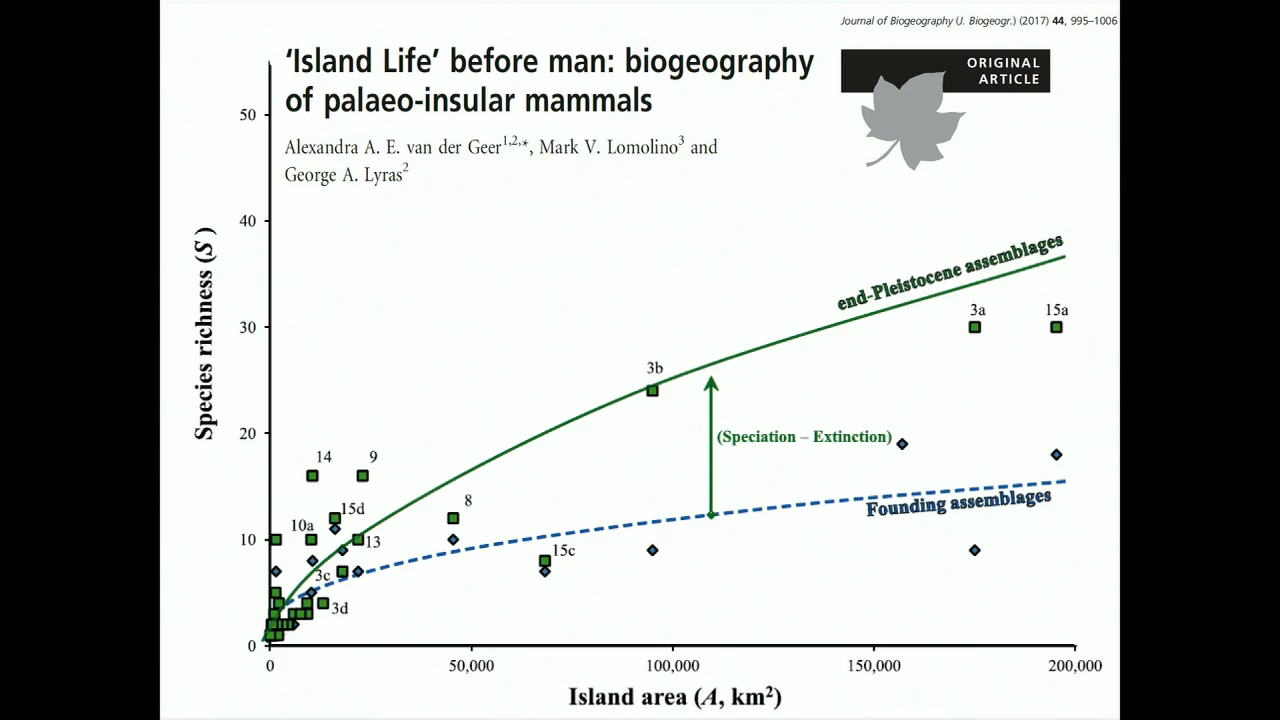 Journal of Biogeography (J. Biogeogr.) (2017) 44, 995–1006
'Island Life' before man: biogeography
of palaeo-insular mammals
ORIGINAL
ARTICLE
Alexandra A. E. van der Geer1,2,*, Mark V. Lomolino3 and
George A. Lyras2
Species richness (S)
50
40
30
20
10
0
end-Pleistocene assemblages
3a
15a
3b
(Speciation – Extinction)
14
9
8
15d
10a
13
15c
3c
3d
Founding assemblages
0
50,000
100,000
150,000
200,000
Island area (A, km2)